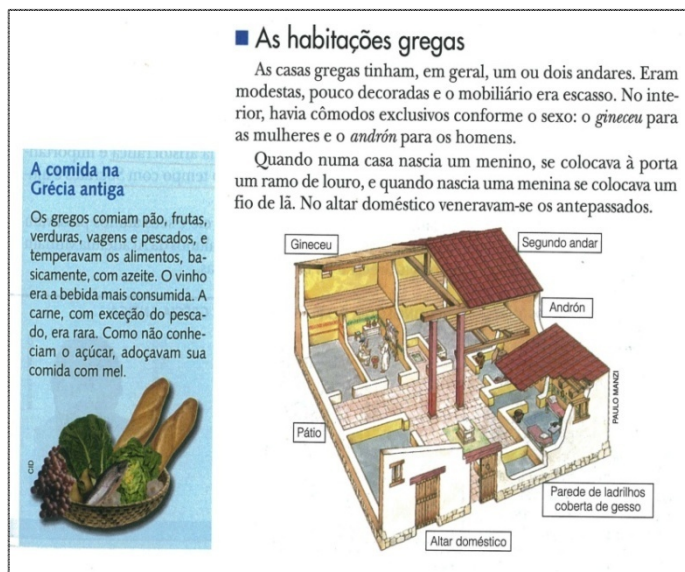 As habitações gregas
As casas gregas tinham, em geral, um ou dois andares. Eram
modestas, pouco decoradas e o mobiliário era escasso. No inte-
rior, havia cômodos exclusivos conforme o sexo: o gineceu para
as mulheres e o andrón para os homens.
Quando numa casa nascia um menino, se colocava à porta
um ramo de louro, e quando nascia uma menina se colocava um
fio de lã. No altar doméstico veneravam-se os antepassados.
A comida na
Grécia antiga
Os gregos comiam pão, frutas,
verduras, vagens e pescados, e
temperavam os alimentos, ba-
sicamente, com azeite. O vinho
era a bebida mais consumida. A
carne, com exceção do pesca-
do, era rara. Como não conhe-
ciam o açúcar, adoçavam sua
comida com mel.
CID
Gineceu
Segundo andar
Andrón
Pátio
PAULO MANZI
Parede de ladrilhos
coberta de gesso
Altar doméstico